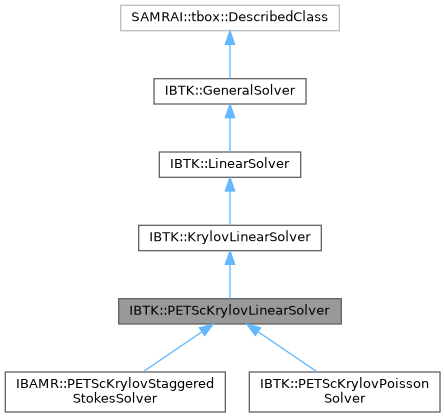 SAMRAI::tbox::DescribedClass
IBTK::GeneralSolver
IBTK::LinearSolver
IBTK::KrylovLinearSolver
IBTK::PETScKrylovLinearSolver
IBAMR::PETScKrylovStaggered
StokesSolver
IBTK::PETScKrylovPoisson
Solver